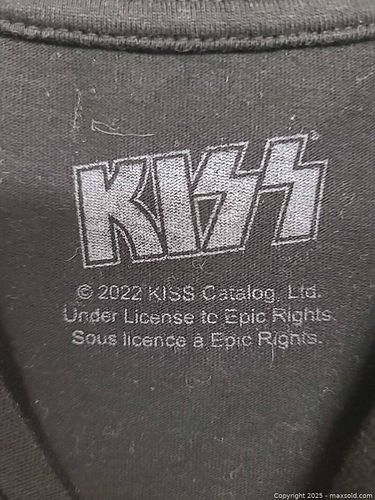 KISS
© 2022 KISS Catalog, Ltd.
Under License to Epic Rights.
Sous licence a Epic Rights.
Copyright 2025 - maxsold.com